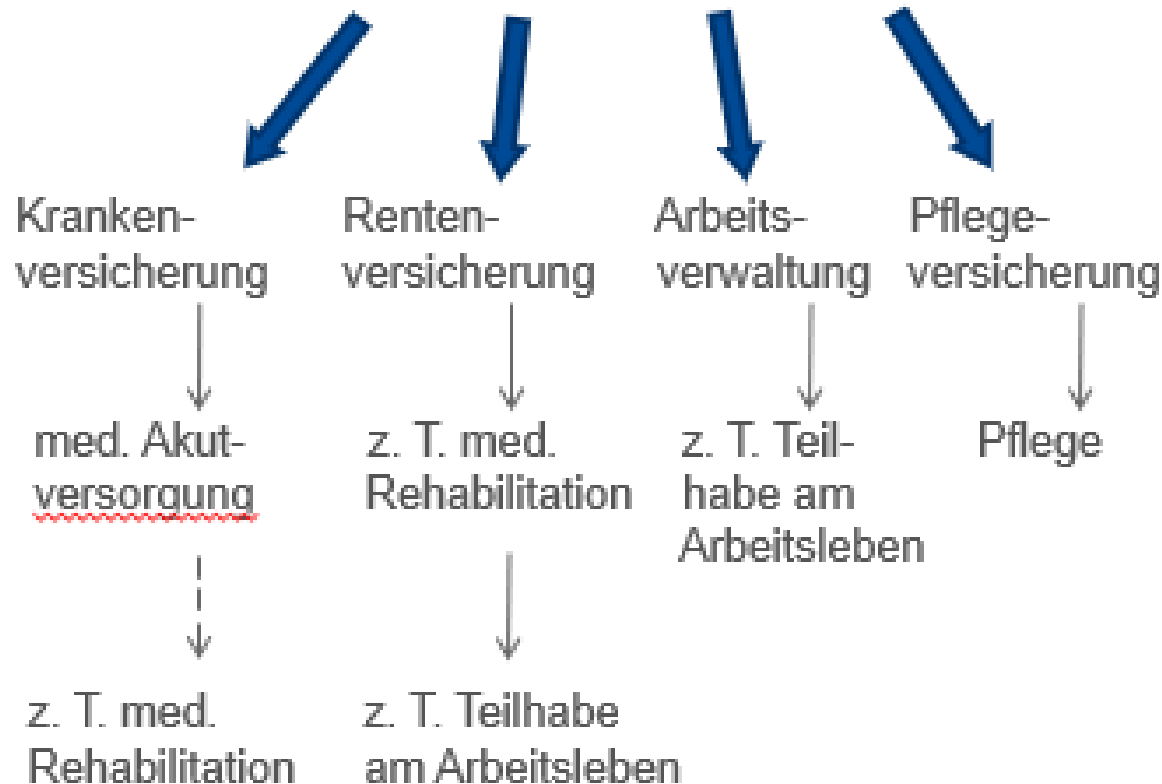 Kranken-
versicherung
Renten-
versicherung
Arbeits-
verwaltung
Pflege-
versicherung
med. Akut-
versorgung
z. T. med.
Rehabilitation
z. T. Teil-
habe am
Arbeitsleben
Pflege
z. T. med.
Rehabilitation
z. T. Teilhabe
am Arbeitsleben